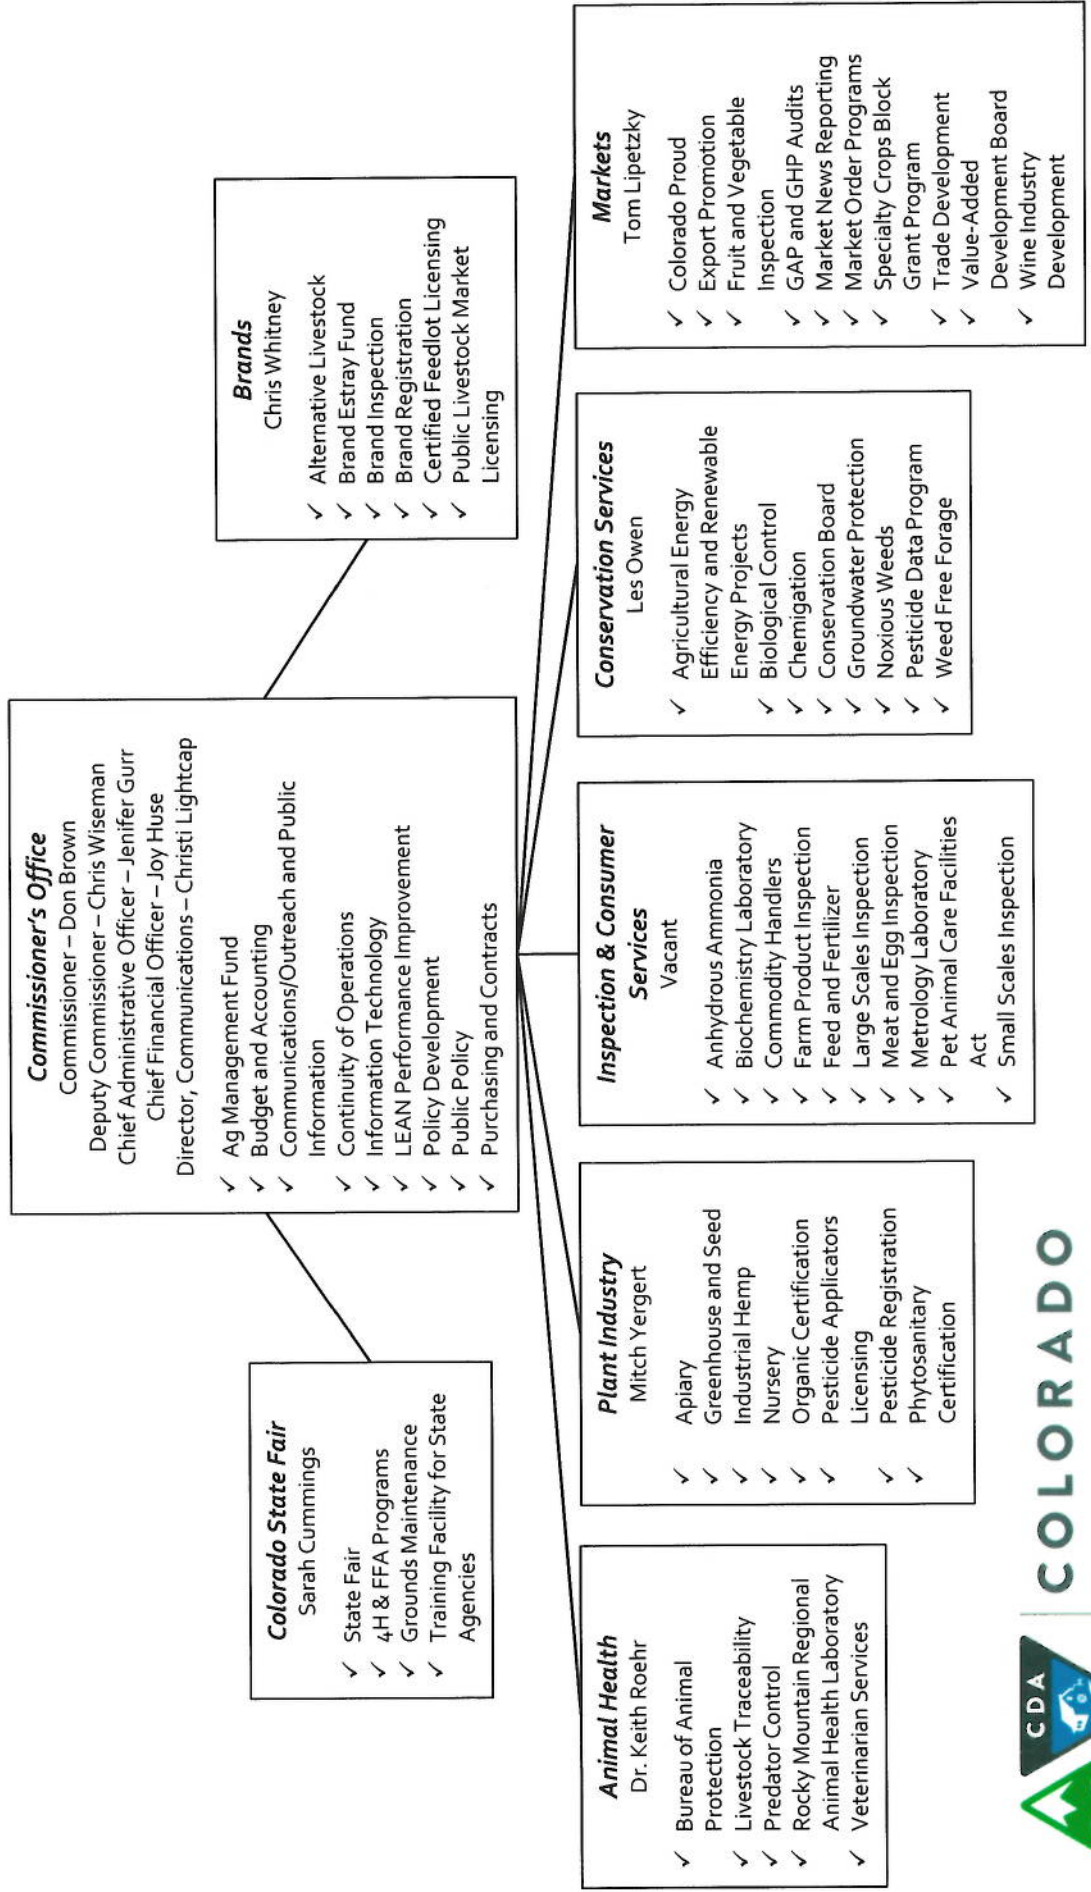 Commissioner's Office
Commissioner – Don Brown
Deputy Commissioner – Chris Wiseman
Chief Administrative Officer – Jenifer Gurr
Chief Financial Officer – Joy Huse
Director, Communications – Christi Lightcap
✓ Ag Management Fund
✓ Budget and Accounting
✓ Communications/Outreach and Public
Information
✓ Continuity of Operations
✓ Information Technology
✓ LEAN Performance Improvement
✓ Policy Development
✓ Public Policy
✓ Purchasing and Contracts
Colorado State Fair
Sarah Cummings
✓ State Fair
✓ 4H & FFA Programs
✓ Grounds Maintenance
✓ Training Facility for State
Agencies
Brands
Chris Whitney
✓ Alternative Livestock
✓ Brand Estray Fund
✓ Brand Inspection
✓ Brand Registration
✓ Certified Feedlot Licensing
✓ Public Livestock Market
Licensing
Animal Health
Dr. Keith Roehr
✓ Bureau of Animal
Protection
✓ Livestock Traceability
✓ Predator Control
✓ Rocky Mountain Regional
Animal Health Laboratory
✓ Veterinarian Services
Plant Industry
Mitch Yergert
✓ Apiary
✓ Greenhouse and Seed
✓ Industrial Hemp
✓ Nursery
✓ Organic Certification
✓ Pesticide Applicators
Licensing
✓ Pesticide Registration
✓ Phytosanitary
Certification
Inspection & Consumer
Services
Vacant
✓ Anhydrous Ammonia
✓ Biochemistry Laboratory
✓ Commodity Handlers
✓ Farm Product Inspection
✓ Feed and Fertilizer
✓ Large Scales Inspection
✓ Meat and Egg Inspection
✓ Metrology Laboratory
✓ Pet Animal Care Facilities
Act
✓ Small Scales Inspection
Conservation Services
Les Owen
✓ Agricultural Energy
Efficiency and Renewable
Energy Projects
✓ Biological Control
✓ Chemigation
✓ Conservation Board
✓ Groundwater Protection
✓ Noxious Weeds
✓ Pesticide Data Program
✓ Weed Free Forage
Markets
Tom Lipetzky
✓ Colorado Proud
✓ Export Promotion
✓ Fruit and Vegetable
Inspection
✓ GAP and GHP Audits
✓ Market News Reporting
✓ Market Order Programs
✓ Specialty Crops Block
Grant Program
✓ Trade Development
✓ Value-Added
Development Board
✓ Wine Industry
Development
CDA
COLORADO